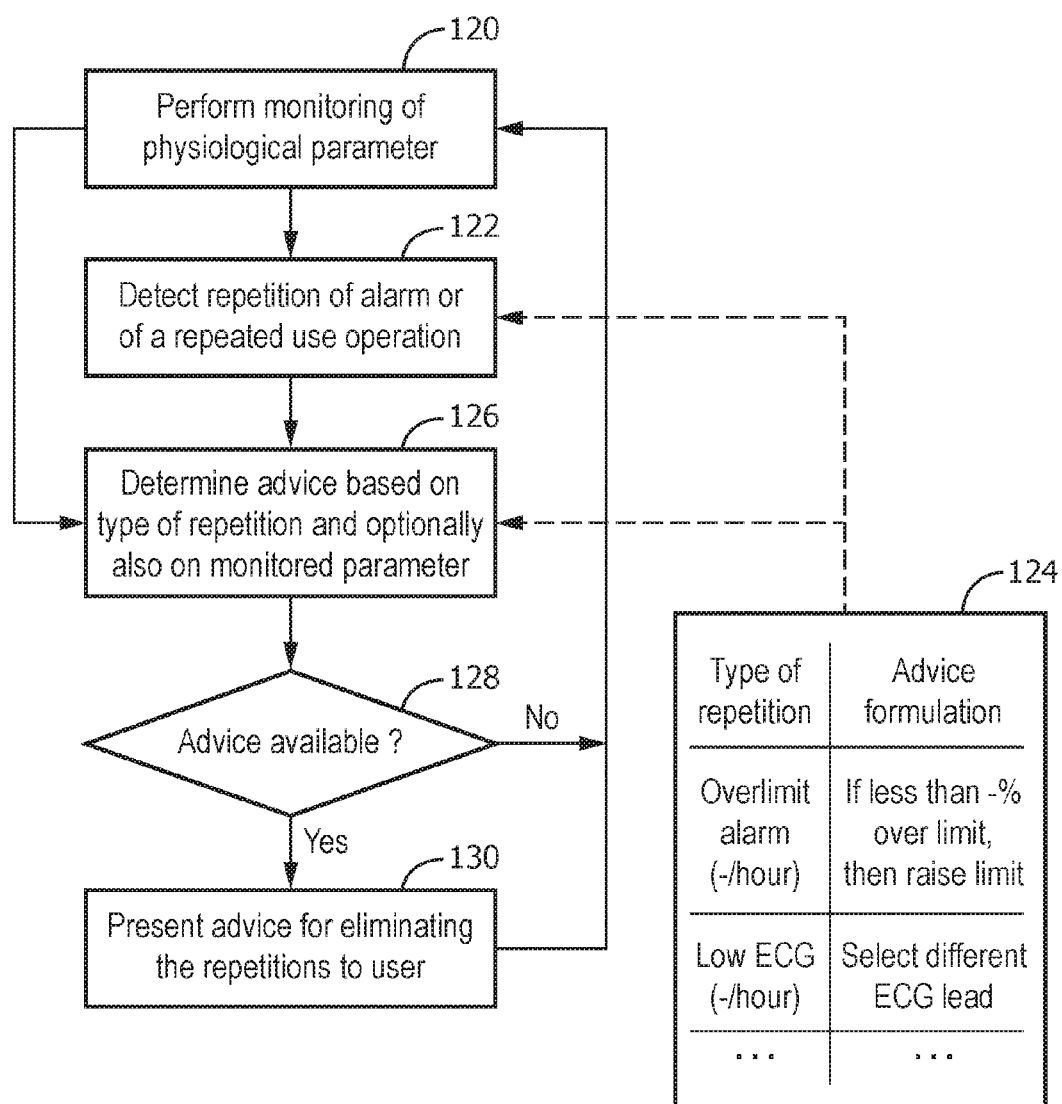 120
Perform monitoring of
physiological parameter
122
Detect repetition of alarm or
of a repeated use operation
126
Determine advice based on
type of repetition and optionally
also on monitored parameter
128
Advice available ?
No
Yes
130
Present advice for eliminating
the repetitions to user
124
Type of
repetition
Advice
formulation
Overlimit
alarm
(-/hour)
If less than -%
over limit,
then raise limit
Low ECG
(-/hour)
Select different
ECG lead
. . .
. . .